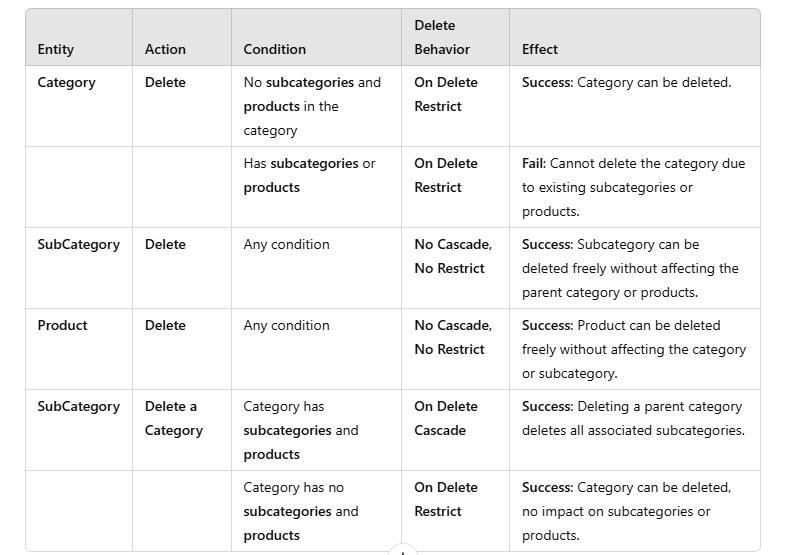 Entity Action Condition Delete Behavior Effect
Category Delete No subcategories and products in the category On Delete Restrict Success: Category can be deleted.
Has subcategories or products On Delete Restrict Fail: Cannot delete the category due to existing subcategories or products.
SubCategory Delete Any condition No Cascade, No Restrict Success: Subcategory can be deleted freely without affecting the parent category or products.
Product Delete Any condition No Cascade, No Restrict Success: Product can be deleted freely without affecting the category or subcategory.
SubCategory Delete a Category Category has subcategories and products On Delete Cascade Success: Deleting a parent category deletes all associated subcategories.
Category has no subcategories and products On Delete Restrict Success: Category can be deleted, no impact on subcategories or products.